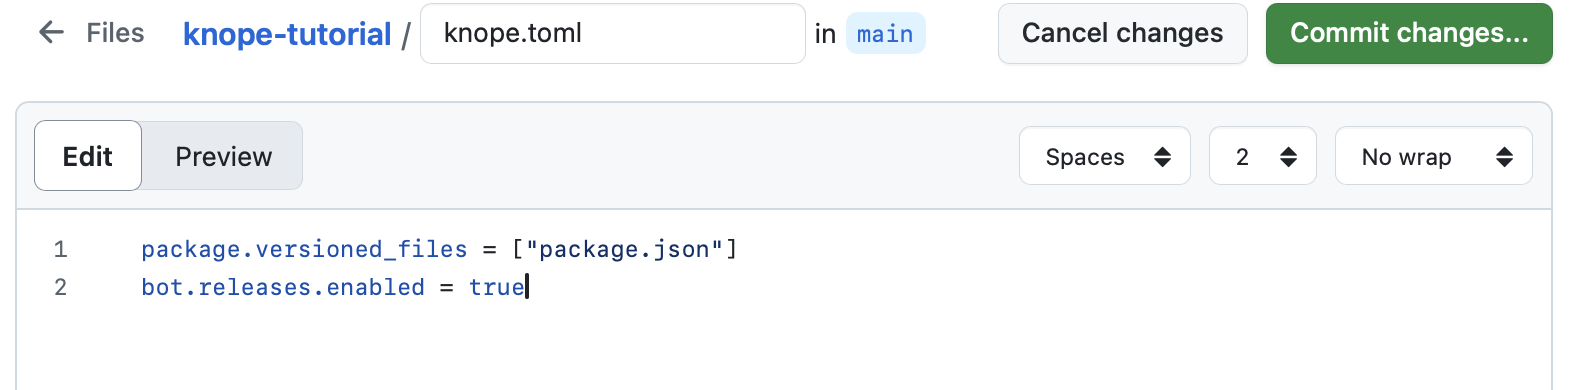 ← Files knope-tutorial / knope.toml in main Cancel changes Commit changes...
Edit Preview Spaces 2 No wrap
1 package.versioned_files = ["package.json"]
2 bot.releases.enabled = true